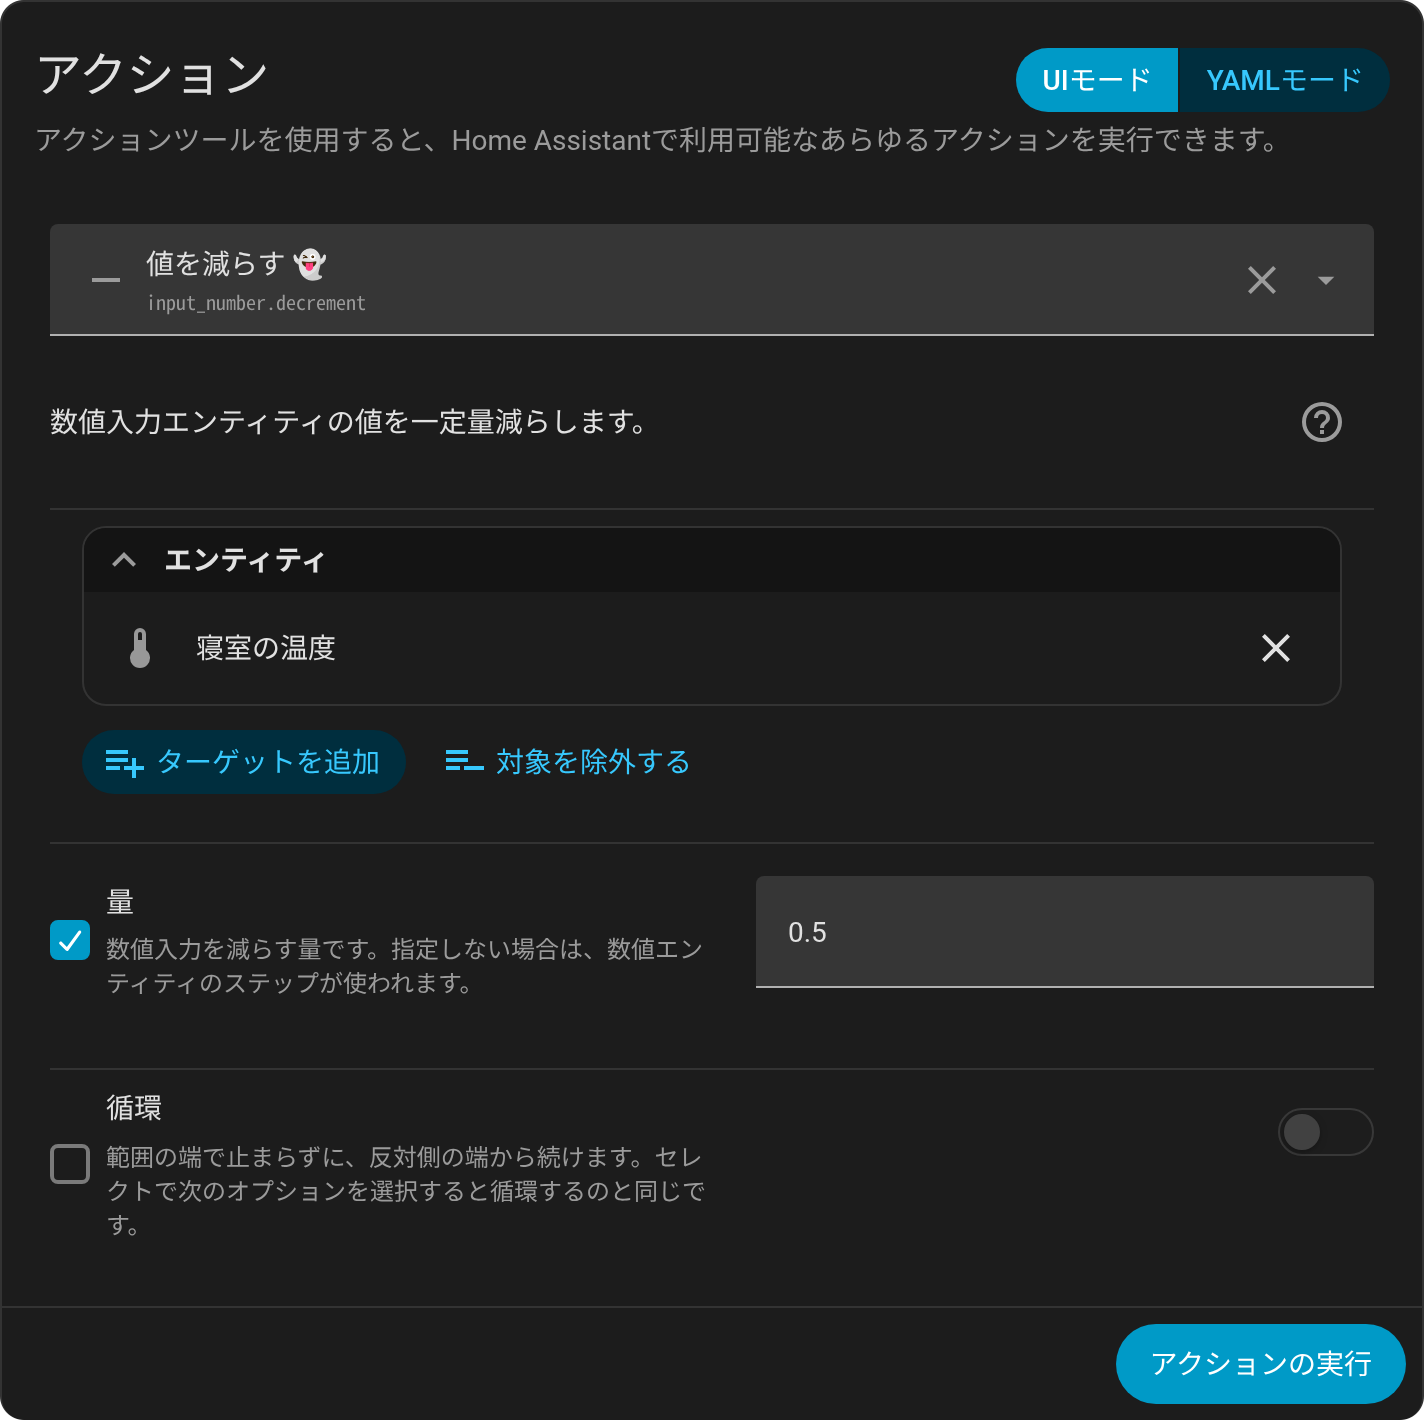 アクション
UIモード
YAMLモード
アクションツールを使用すると、Home Assistantで利用可能なあらゆるアクションを実行できます。
値を減らす 👻
input_number.decrement
数値入力エンティティの値を一定量減らします。
エンティティ
寝室の温度
ターゲットを追加
対象を除外する
量
数値入力を減らす量です。指定しない場合は、数値エン
ティティのステップが使われます。
0.5
循環
範囲の端で止まらずに、反対側の端から続けます。セレ
クトで次のオプションを選択すると循環するのと同じで
す。
アクションの実行